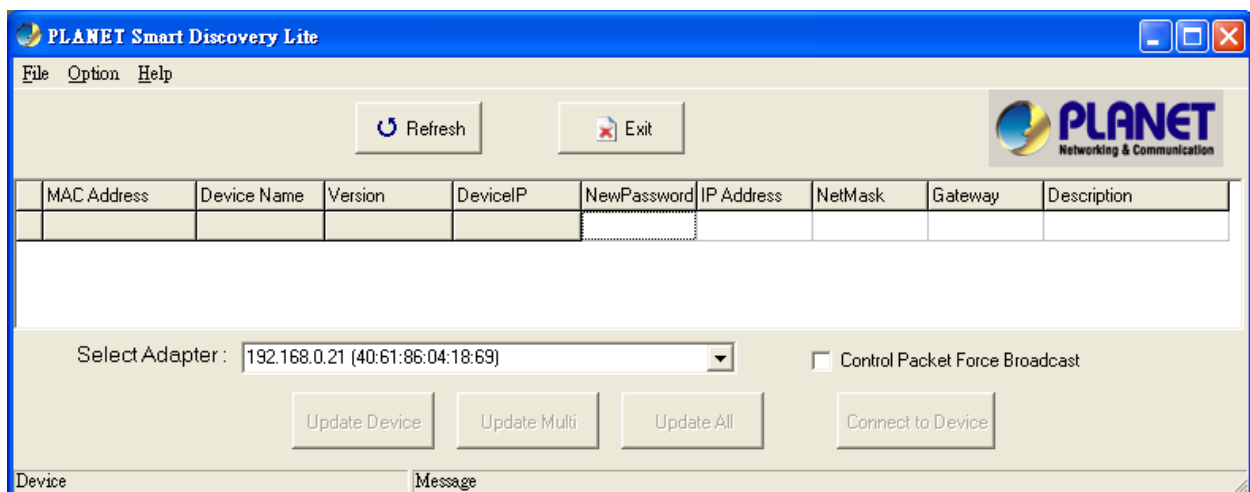 PLANET Smart Discovery Lite
File Option Help
Refresh Exit
PLANET
Networking & Communication
MAC Address Device Name Version DeviceIP NewPassword IP Address NetMask Gateway Description
Select Adapter : 192.168.0.21 (40:61:86:04:18:69) Control Packet Force Broadcast
Update Device Update Multi Update All Connect to Device
Device Message